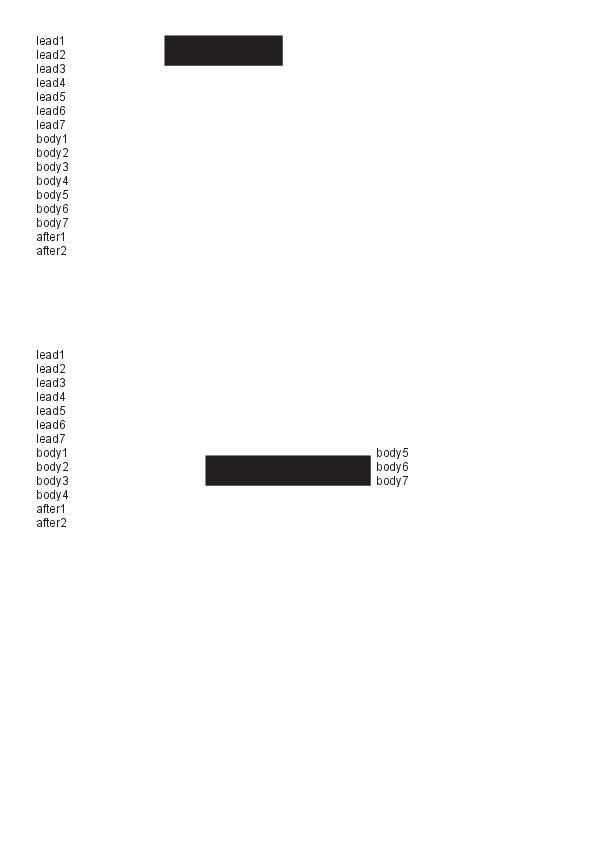 lead1
lead2
lead3
lead4
lead5
lead6
lead7
body1
body2
body3
body4
body5
body6
body7
after1
after2
lead1
lead2
lead3
lead4
lead5
lead6
lead7
body1
body2
body3
body4
body5
body6
body7
after1
after2